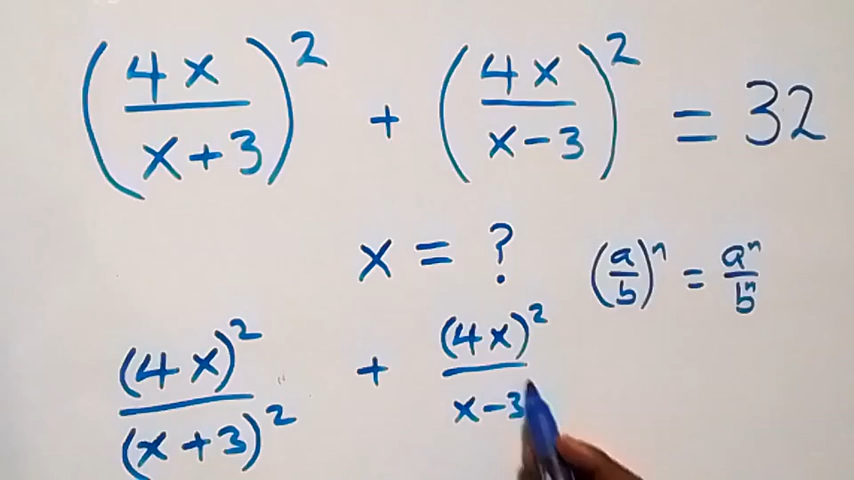 (4x/(x+3))² + (4x/(x-3))² = 32
x = ?
(a/b)ⁿ = aⁿ/bⁿ
(4x)²/(x+3)² + (4x)²/x-3